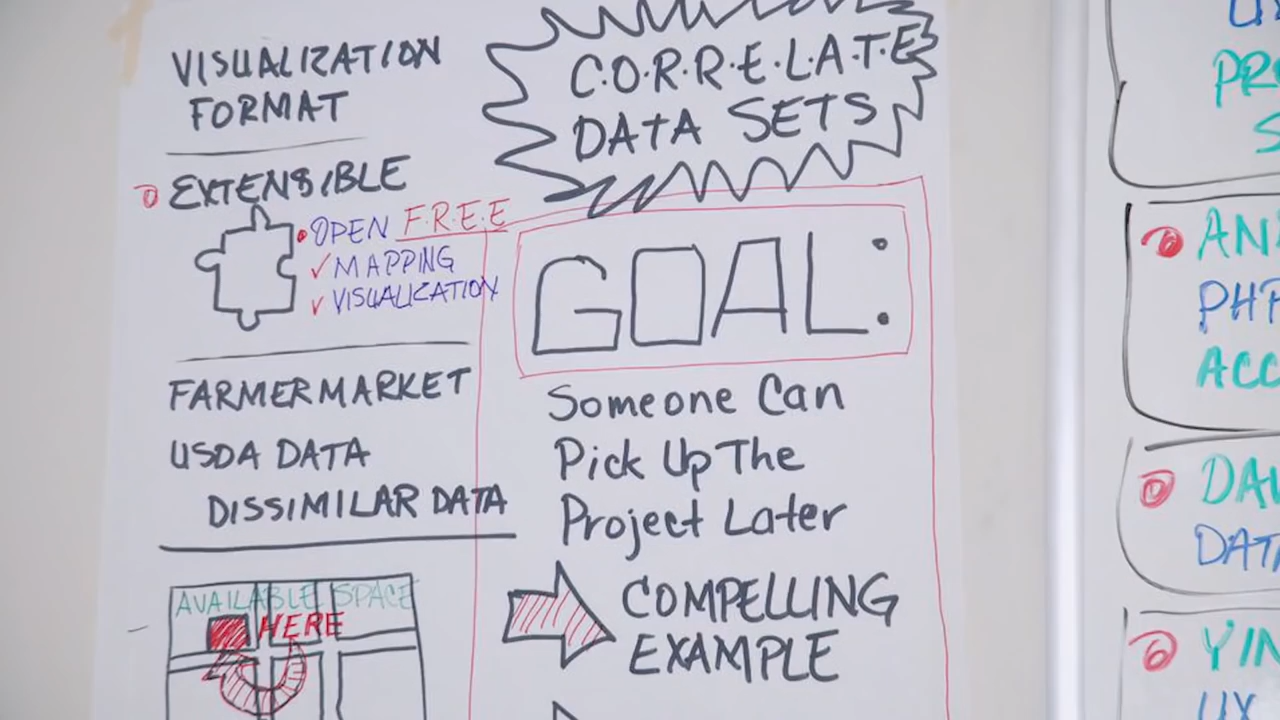 VISUALIZATION
FORMAT
EXTENSIBLE
OPEN F.R.E.E
MAPPING
VISUALIZATION
FARMERMARKET
USDA DATA
DISSIMILAR DATA
AVAILABLE SPACE
HERE
C.O.R.R.E.L.A.T.E
DATA SETS
GOAL:
Someone Can
Pick Up The
Project Later
COMPELLING
EXAMPLE
PHP
ACC
UX